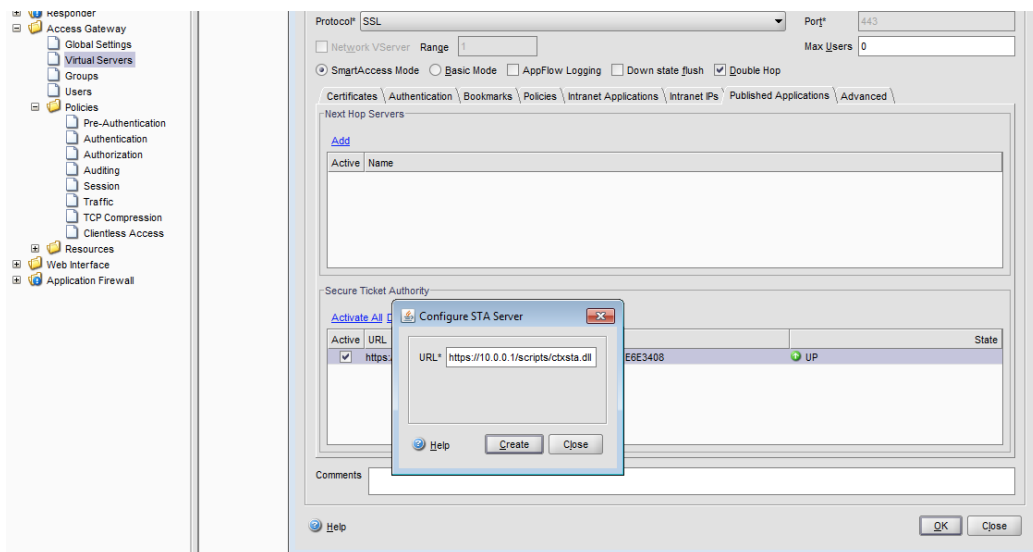 Responder
Access Gateway
Global Settings
Virtual Servers
Groups
Users
Policies
Pre-Authentication
Authentication
Authorization
Auditing
Session
Traffic
TCP Compression
Clientless Access
Resources
Web Interface
Application Firewall
Protocol* SSL Port* 443
Network VServer Range 1 Max Users 0
SmartAccess Mode Basic Mode AppFlow Logging Down state flush Double Hop
Certificates Authentication Bookmarks Policies Intranet Applications Intranet IPs Published Applications Advanced
Next Hop Servers
Add
Active Name
Secure Ticket Authority
Activate All
Active URL State
https: E6E3408 UP
Configure STA Server
URL* https://10.0.0.1/scripts/ctxsta.dll
Help Create Close
Comments
Help OK Close